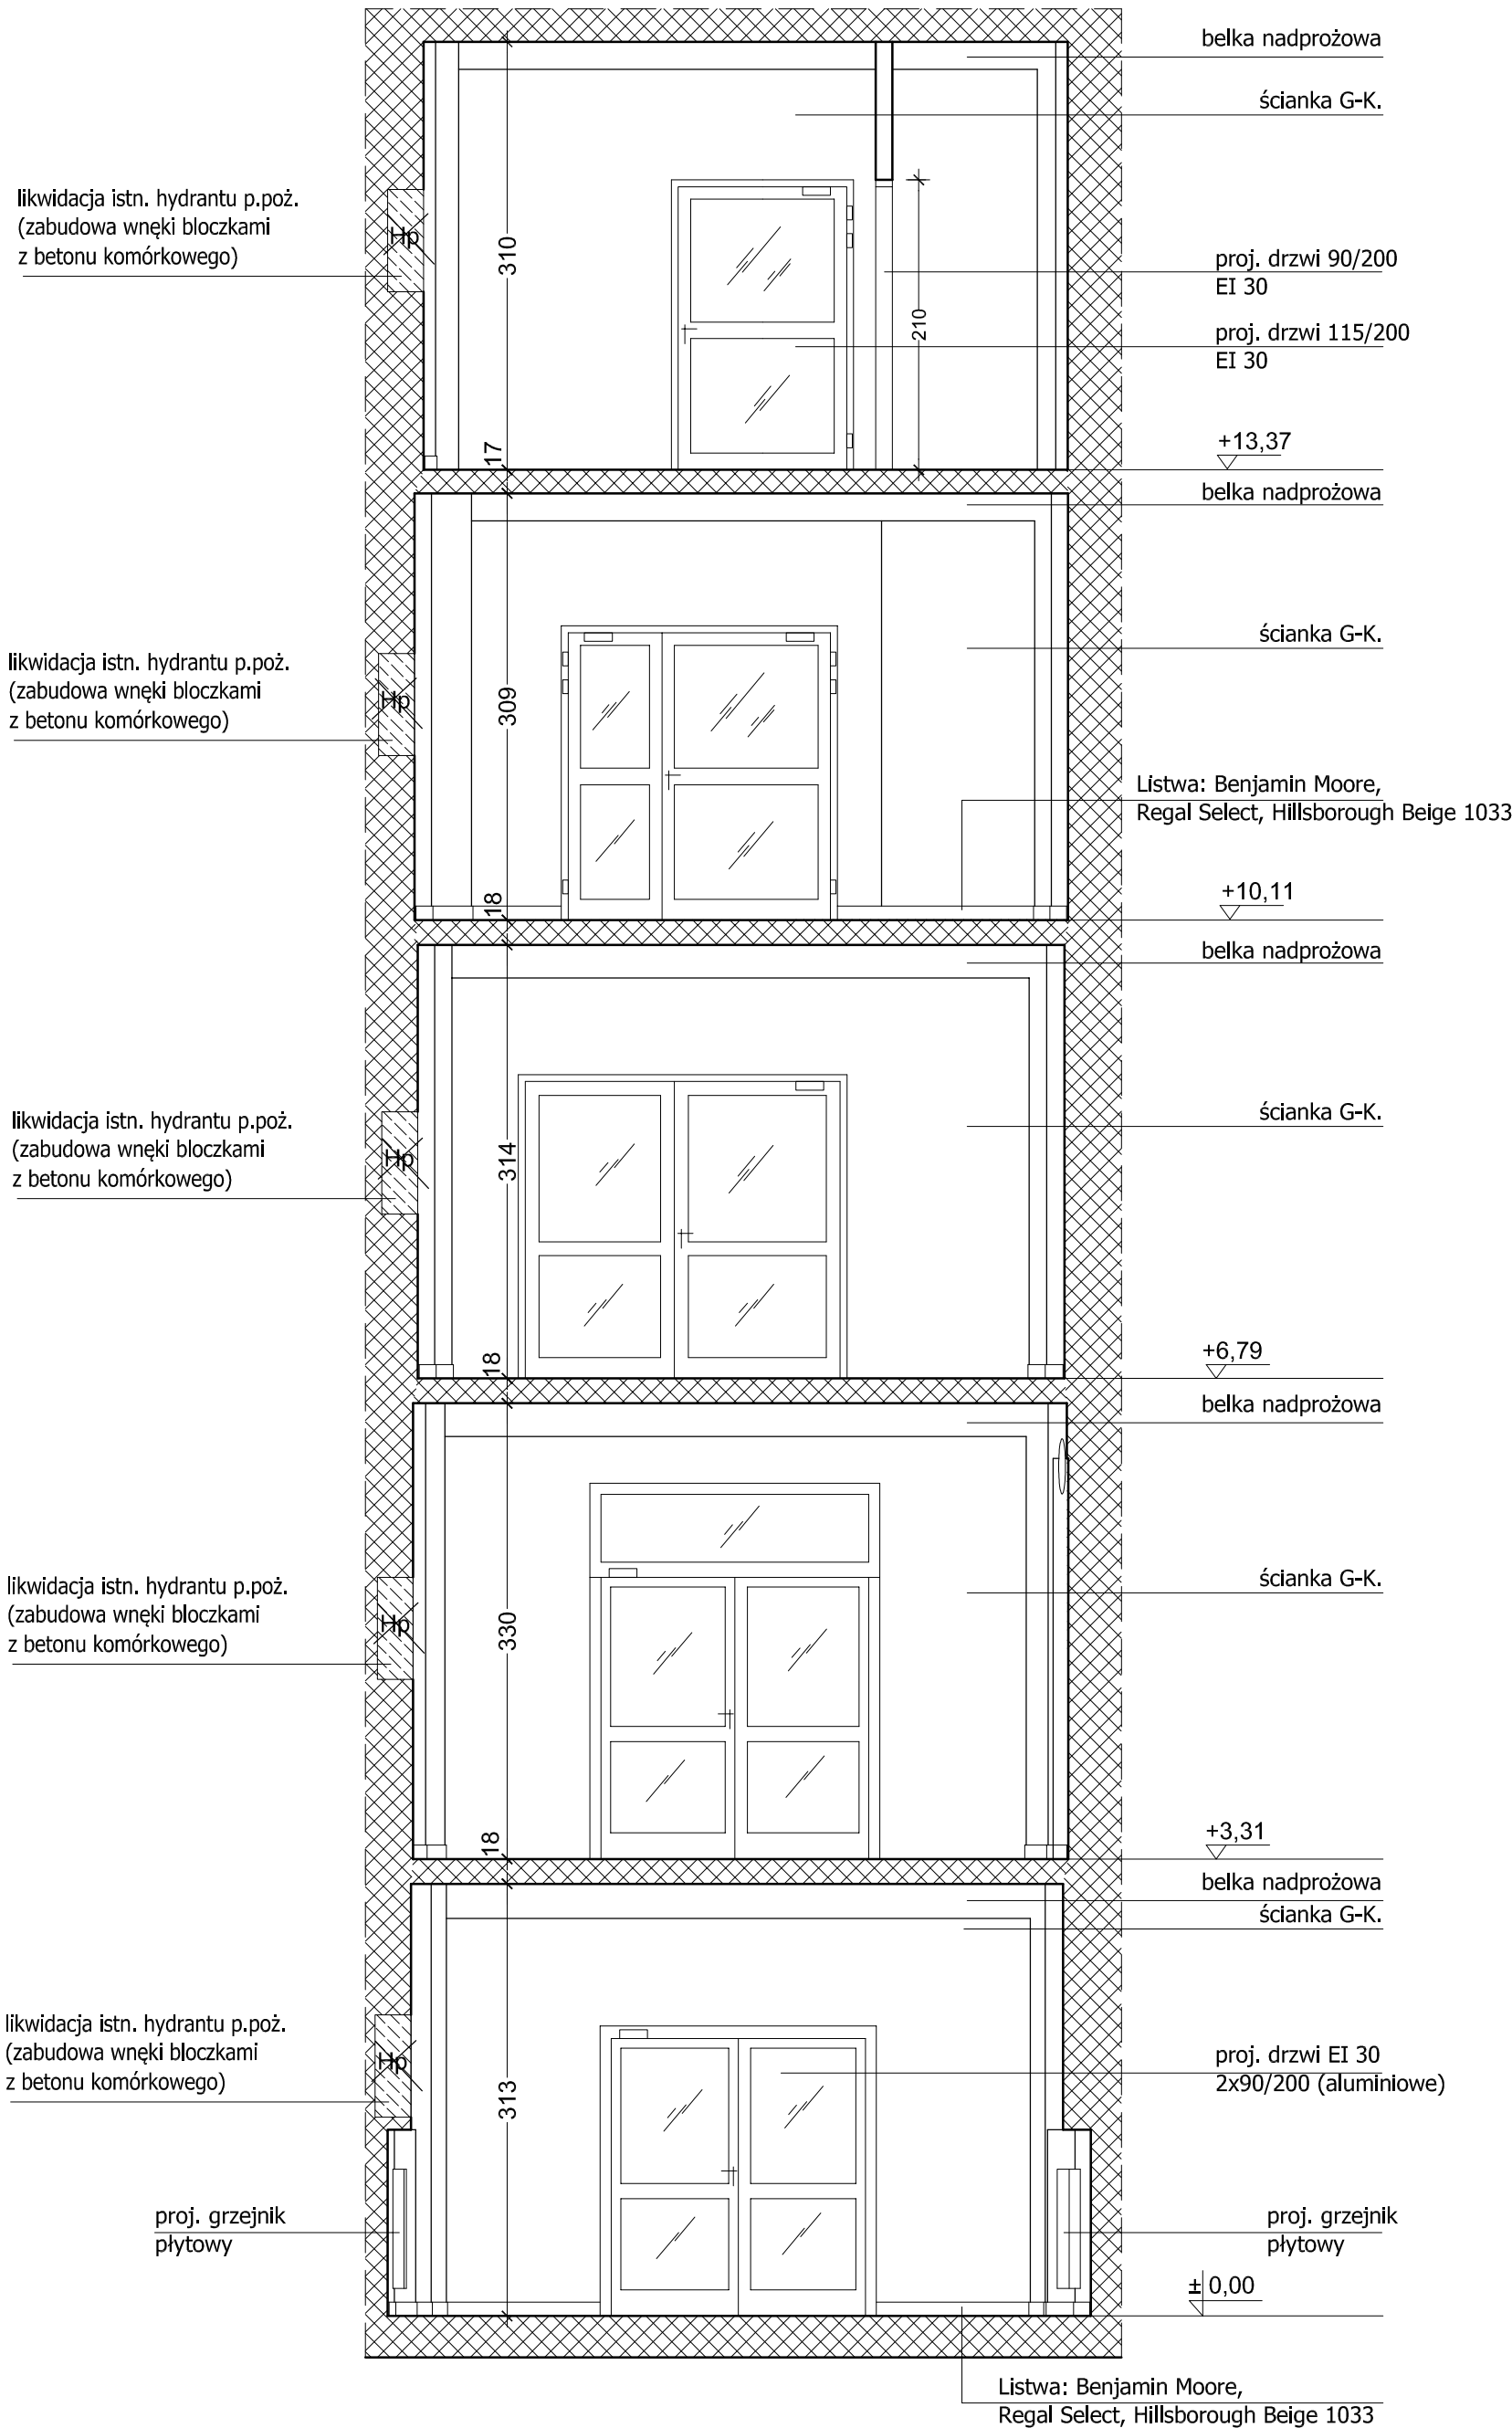 belka nadprożowa
ścianka G-K.
likwidacja istn. hydrantu p.poż.
(zabudowa wnęki bloczkami
z betonu komórkowego)
Hp
310
210
proj. drzwi 90/200
EI 30
proj. drzwi 115/200
EI 30
17
+13,37
belka nadprożowa
ścianka G-K.
likwidacja istn. hydrantu p.poż.
(zabudowa wnęki bloczkami
z betonu komórkowego)
Hp
309
Listwa: Benjamin Moore,
Regal Select, Hillsborough Beige 1033
18
+10,11
belka nadprożowa
ścianka G-K.
likwidacja istn. hydrantu p.poż.
(zabudowa wnęki bloczkami
z betonu komórkowego)
Hp
314
18
+6,79
belka nadprożowa
ścianka G-K.
likwidacja istn. hydrantu p.poż.
(zabudowa wnęki bloczkami
z betonu komórkowego)
Hp
330
18
+3,31
belka nadprożowa
ścianka G-K.
likwidacja istn. hydrantu p.poż.
(zabudowa wnęki bloczkami
z betonu komórkowego)
Hp
313
proj. drzwi EI 30
2x90/200 (aluminiowe)
proj. grzejnik
płytowy
proj. grzejnik
płytowy
± 0,00
Listwa: Benjamin Moore,
Regal Select, Hillsborough Beige 1033